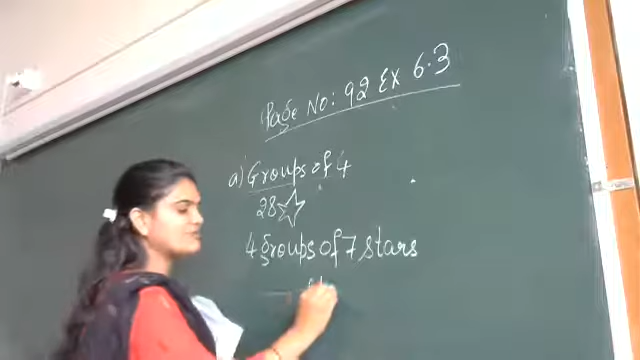 Page No: 92 Ex 6.3
a) Groups of 4
28
4 groups of 7 stars